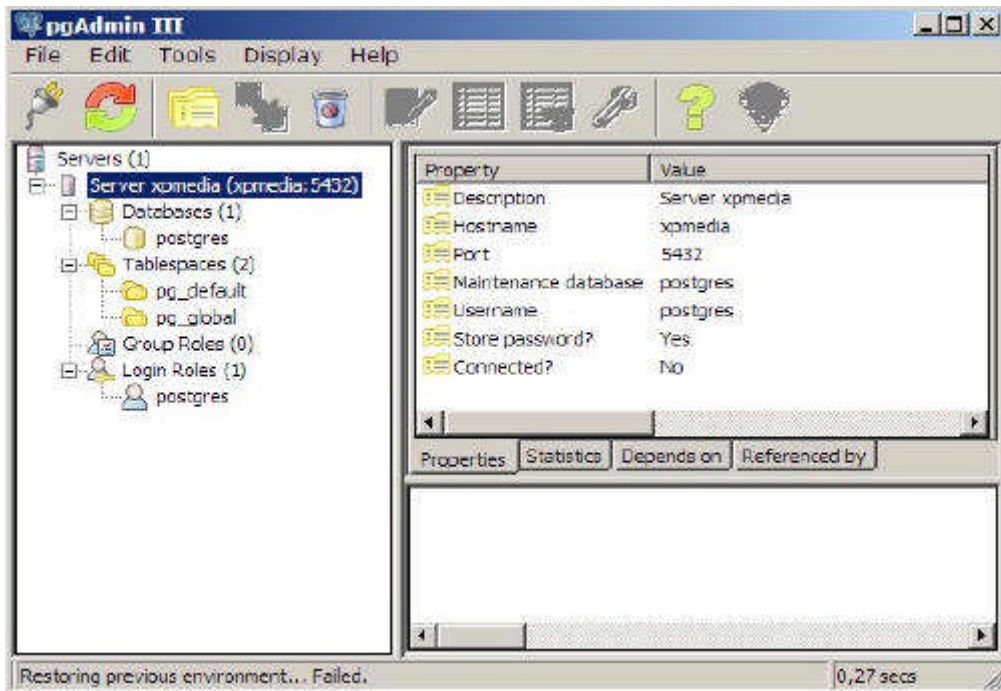 pgAdmin III
File Edit Tools Display Help
Servers (1)
Server xpmedia (xpmedia:5432)
Databases (1)
postgres
Tablespaces (2)
pg_default
pg_global
Group Roles (0)
Login Roles (1)
postgres
Property Value
Description Server xpmedia
Hostname xpmedia
Port 5432
Maintenance database postgres
Username postgres
Store password? Yes
Connected? No
Properties Statistics Depends on Referenced by
Restoring previous environment... Failed. 0,27 secs